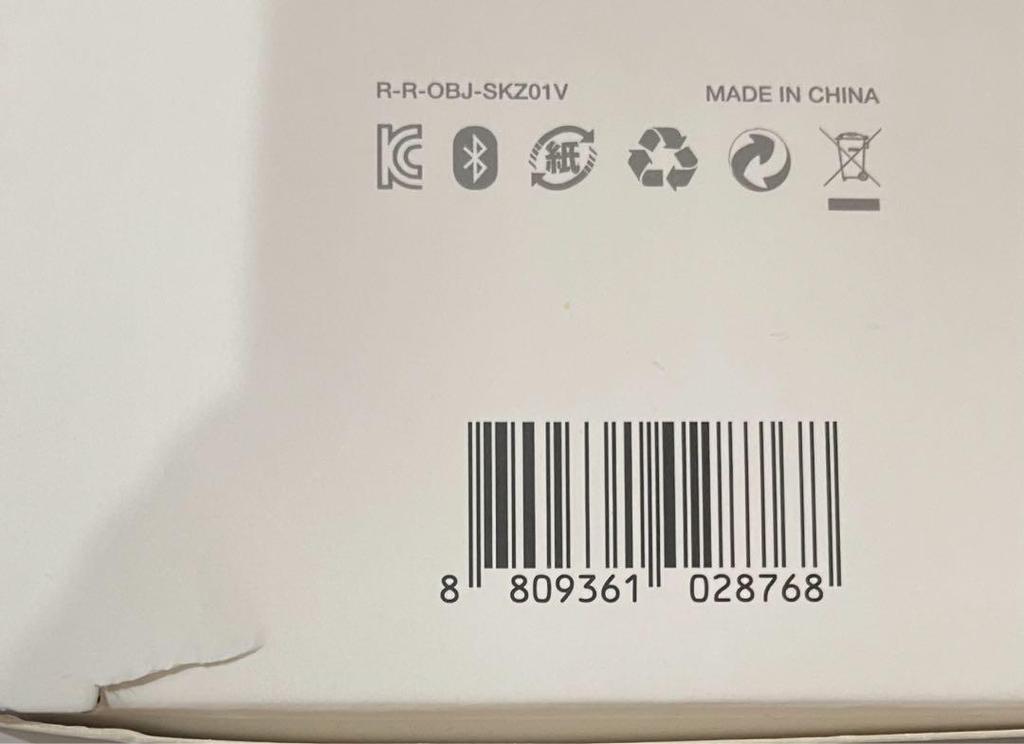 R-R-OBJ-SKZ01V
MADE IN CHINA
紙
8 809361 028768